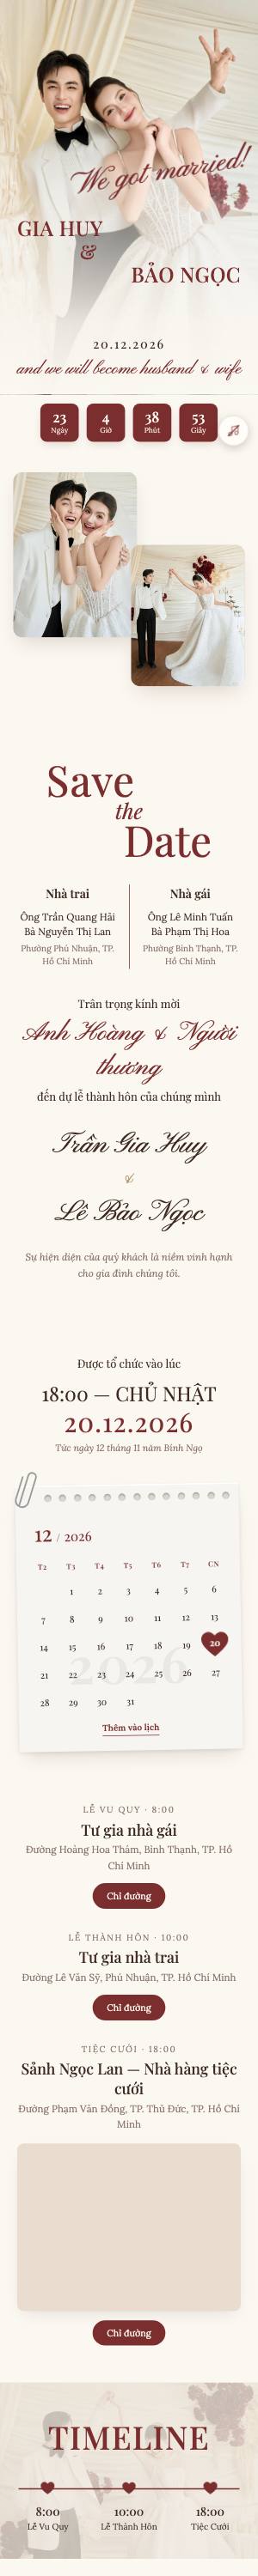 We got married!
GIA HUY
&
BẢO NGỌC
20.12.2026
and we will become husband & wife
23 4 38 53
Ngày Giờ Phút Giây
Save
the
Date
Nhà trai
Ông Trần Quang Hải
Bà Nguyễn Thị Lan
Phường Phú Nhuận, TP.
Hồ Chí Minh
Nhà gái
Ông Lê Minh Tuấn
Bà Phạm Thị Hoa
Phường Bình Thạnh, TP.
Hồ Chí Minh
Trân trọng kính mời
Anh Hoàng & Người
thương
đến dự lễ thành hôn của chúng mình
Trần Gia Huy
&
Lê Bảo Ngọc
Sự hiện diện của quý khách là niềm vinh hạnh
cho gia đình chúng tôi.
Được tổ chức vào lúc
18:00 — CHỦ NHẬT
20.12.2026
Tức ngày 12 tháng 11 năm Bính Ngọ
12 / 2026
T2 T3 T4 T5 T6 T7 CN
1 2 3 4 5 6
7 8 9 10 11 12 13
14 15 16 17 18 19 20
2026
21 22 23 24 25 26 27
28 29 30 31
Thêm vào lịch
LỄ VU QUY · 8:00
Tư gia nhà gái
Đường Hoàng Hoa Thám, Bình Thạnh, TP. Hồ
Chí Minh
Chỉ đường
LỄ THÀNH HÔN · 10:00
Tư gia nhà trai
Đường Lê Văn Sỹ, Phú Nhuận, TP. Hồ Chí Minh
Chỉ đường
TIỆC CƯỚI · 18:00
Sảnh Ngọc Lan — Nhà hàng tiệc
cưới
Đường Phạm Văn Đồng, TP. Thủ Đức, TP. Hồ Chí
Minh
Chỉ đường
TIMELINE
8:00 10:00 18:00
Lễ Vu Quy Lễ Thành Hôn Tiệc Cưới